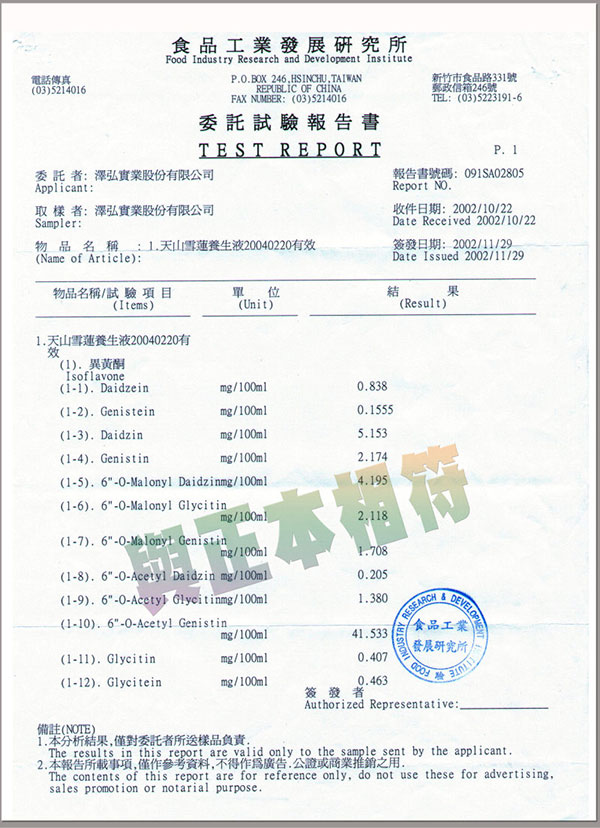 食品工業發展研究所
Food Industry Research and Development Institute
電話傳真
(03)5214016
P.O.BOX 246,HSINCHU,TAIWAN
REPUBLIC OF CHINA
FAX NUMBER: (03)5214016
新竹市食品路331號
郵政信箱246號
TEL: (03)5223191-6
委託試驗報告書
TEST REPORT
P. 1
委託者: 澤弘實業股份有限公司
Applicant:
報告書號碼: 091SA02805
Report NO.
取樣者: 澤弘實業股份有限公司
Sampler:
收件日期: 2002/10/22
Date Received 2002/10/22
物品名稱 : 1.天山雪蓮養生液20040220有效
(Name of Article):
簽發日期: 2002/11/29
Date Issued 2002/11/29
物品名稱/試驗項目 單位 結果
(Items) (Unit) (Result)
1.天山雪蓮養生液20040220有
效
(1). 異黃酮
Isoflavone
(1-1). Daidzein mg/100ml 0.838
(1-2). Genistein mg/100ml 0.1555
(1-3). Daidzin mg/100ml 5.153
(1-4). Genistin mg/100ml 2.174
(1-5). 6"-O-Malonyl Daidzinmg/100ml 4.195
(1-6). 6"-O-Malonyl Glycitin
mg/100ml 2.118
(1-7). 6"-O-Malonyl Genistin
mg/100ml 1.708
(1-8). 6"-O-Acetyl Daidzin mg/100ml 0.205
(1-9). 6"-O-Acetyl Glycitinmg/100ml 1.380
(1-10). 6"-O-Acetyl Genistin
mg/100ml 41.533
(1-11). Glycitin mg/100ml 0.407
(1-12). Glycitein mg/100ml 0.463
與正本相符
FOOD INDUSTRY RESEARCH & DEVELOPMENT
食品工業
發展研究所
簽發者
Authorized Representative:
備註(NOTE)
1.本分析結果,僅對委託者所送樣品負責.
The results in this report are valid only to the sample sent by the applicant.
2.本報告所載事項,僅作參考資料,不得作爲廣告.公證或商業推銷之用.
The contents of this report are for reference only, do not use these for advertising,
sales promotion or notarial purpose.